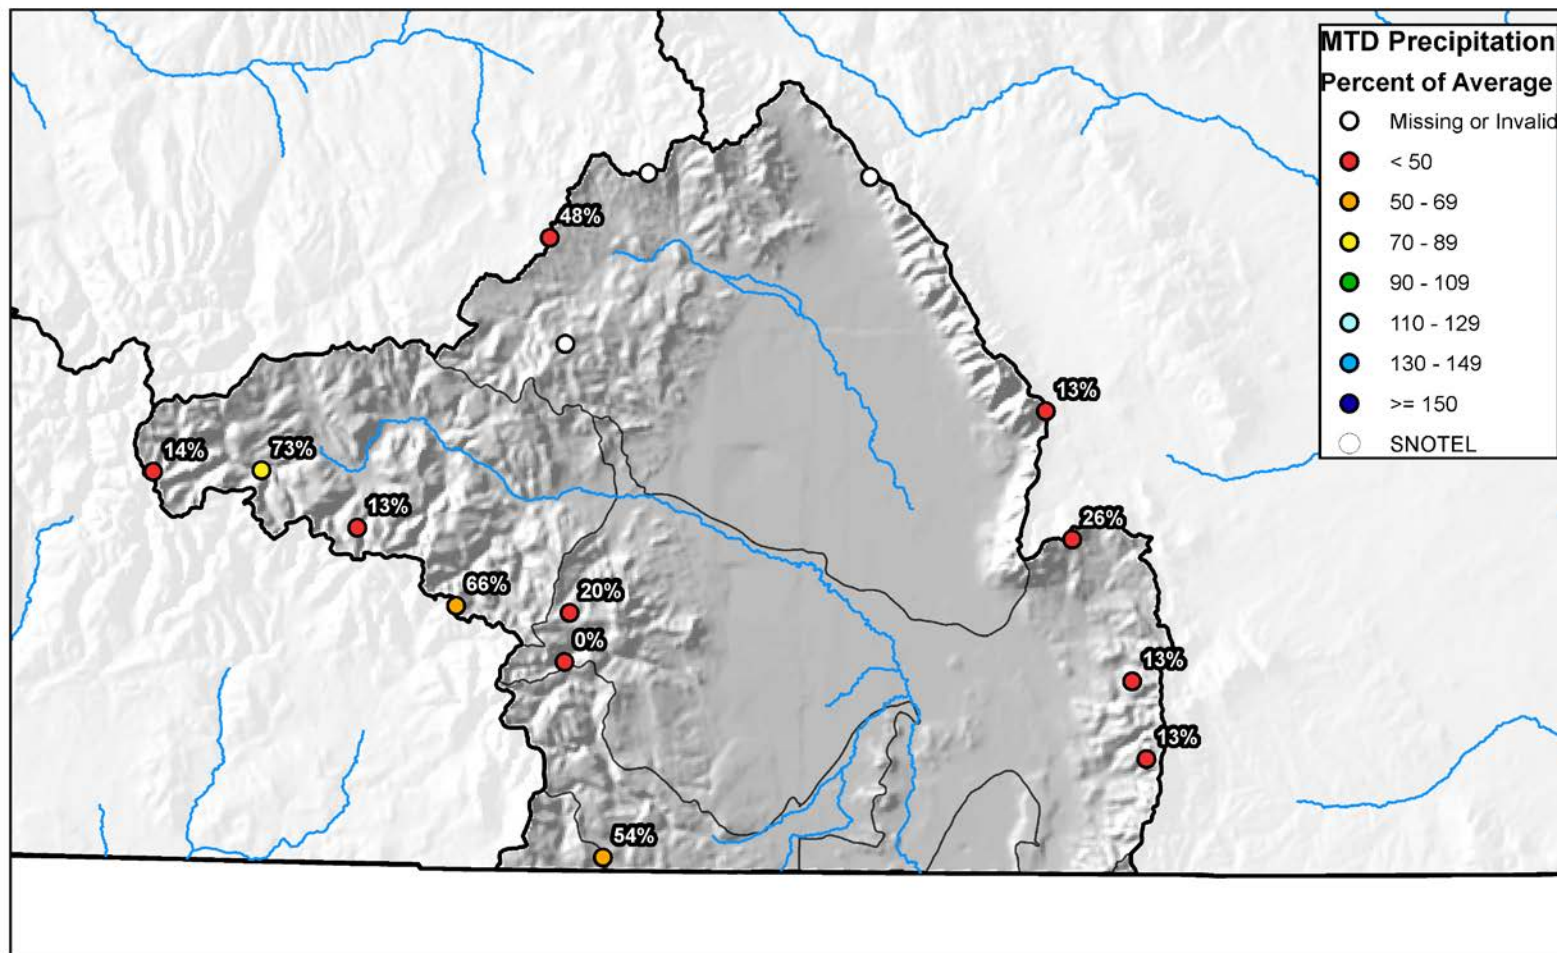 MTD Precipitation
Percent of Average
Missing or Invalid
< 50
50 - 69
70 - 89
90 - 109
110 - 129
130 - 149
>= 150
SNOTEL
48%
13%
14%
73%
13%
26%
66%
20%
0%
13%
13%
54%